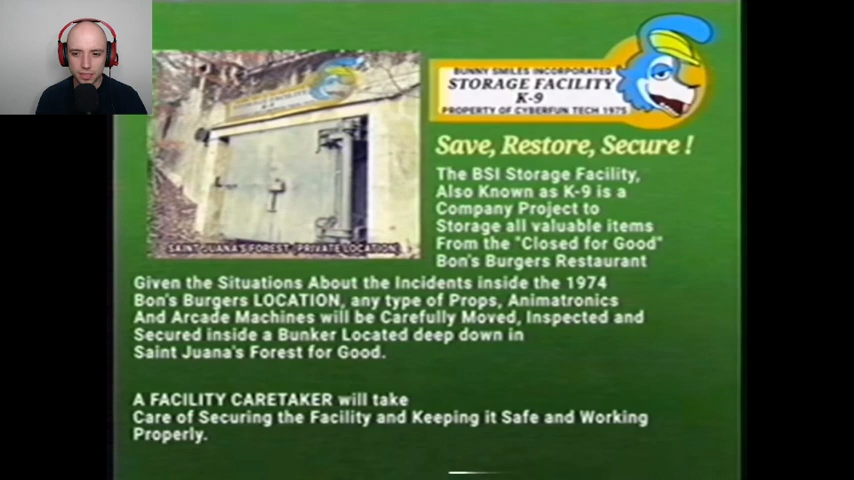 BUNNY SMILES INCORPORATED
STORAGE FACILITY
K-9
PROPERTY OF CYBERFUN TECH 1975
Save, Restore, Secure !
The BSI Storage Facility,
Also Known as K-9 is a
Company Project to
Storage all valuable items
From the "Closed for Good"
Bon's Burgers Restaurant
SAINT JUANA'S FOREST (PRIVATE LOCATION)
Given the Situations About the Incidents inside the 1974
Bon's Burgers LOCATION, any type of Props, Animatronics
And Arcade Machines will be Carefully Moved, Inspected and
Secured inside a Bunker Located deep down in
Saint Juana's Forest for Good.
A FACILITY CARETAKER will take
Care of Securing the Facility and Keeping it Safe and Working
Properly.